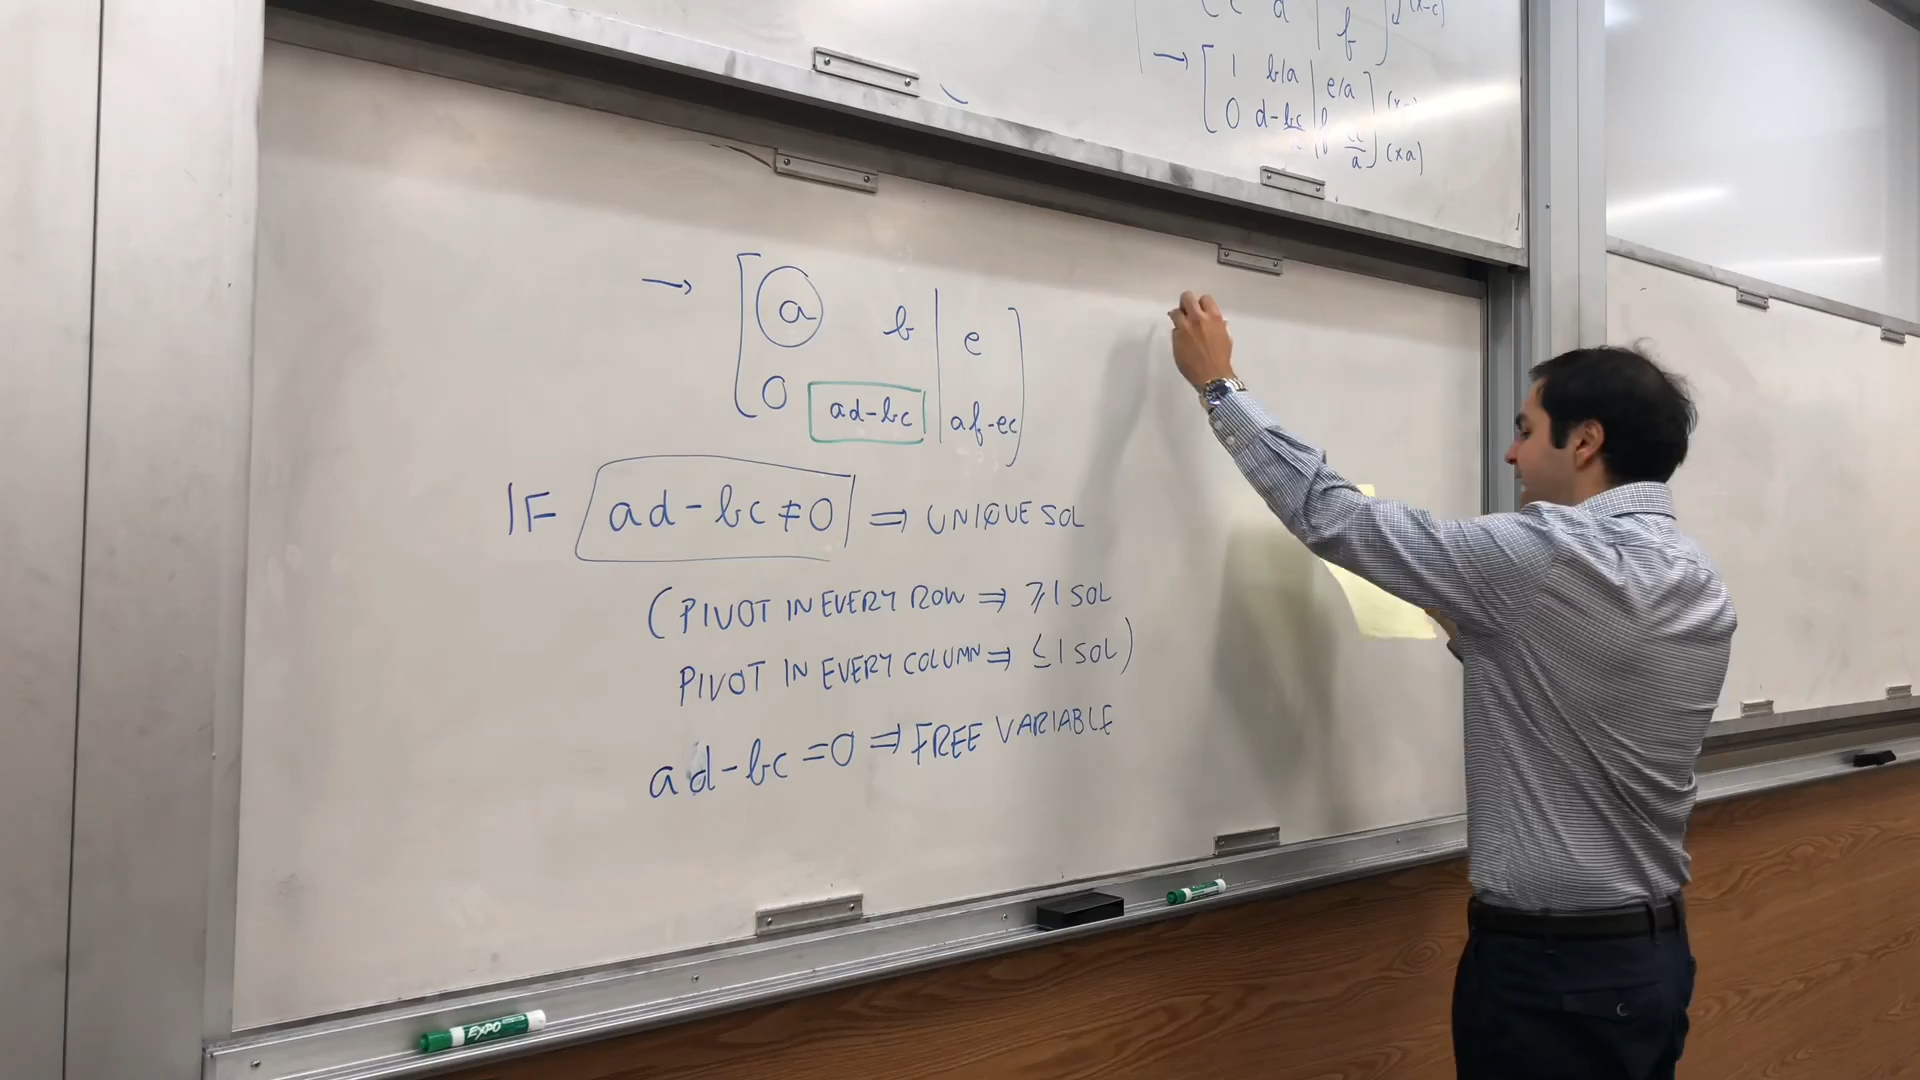 c d | f
→ [ 1 b/a | e/a ]
0 d-bc | (xa)
→ [ a b | e ]
0 ad-bc | af-ec
IF ad-bc≠0 ⇒ UNIQUE SOL
(PIVOT IN EVERY ROW ⇒ ⩾1 SOL
PIVOT IN EVERY COLUMN ⇒ ≤1 SOL)
ad-bc=0 ⇒ FREE VARIABLE
EXPO